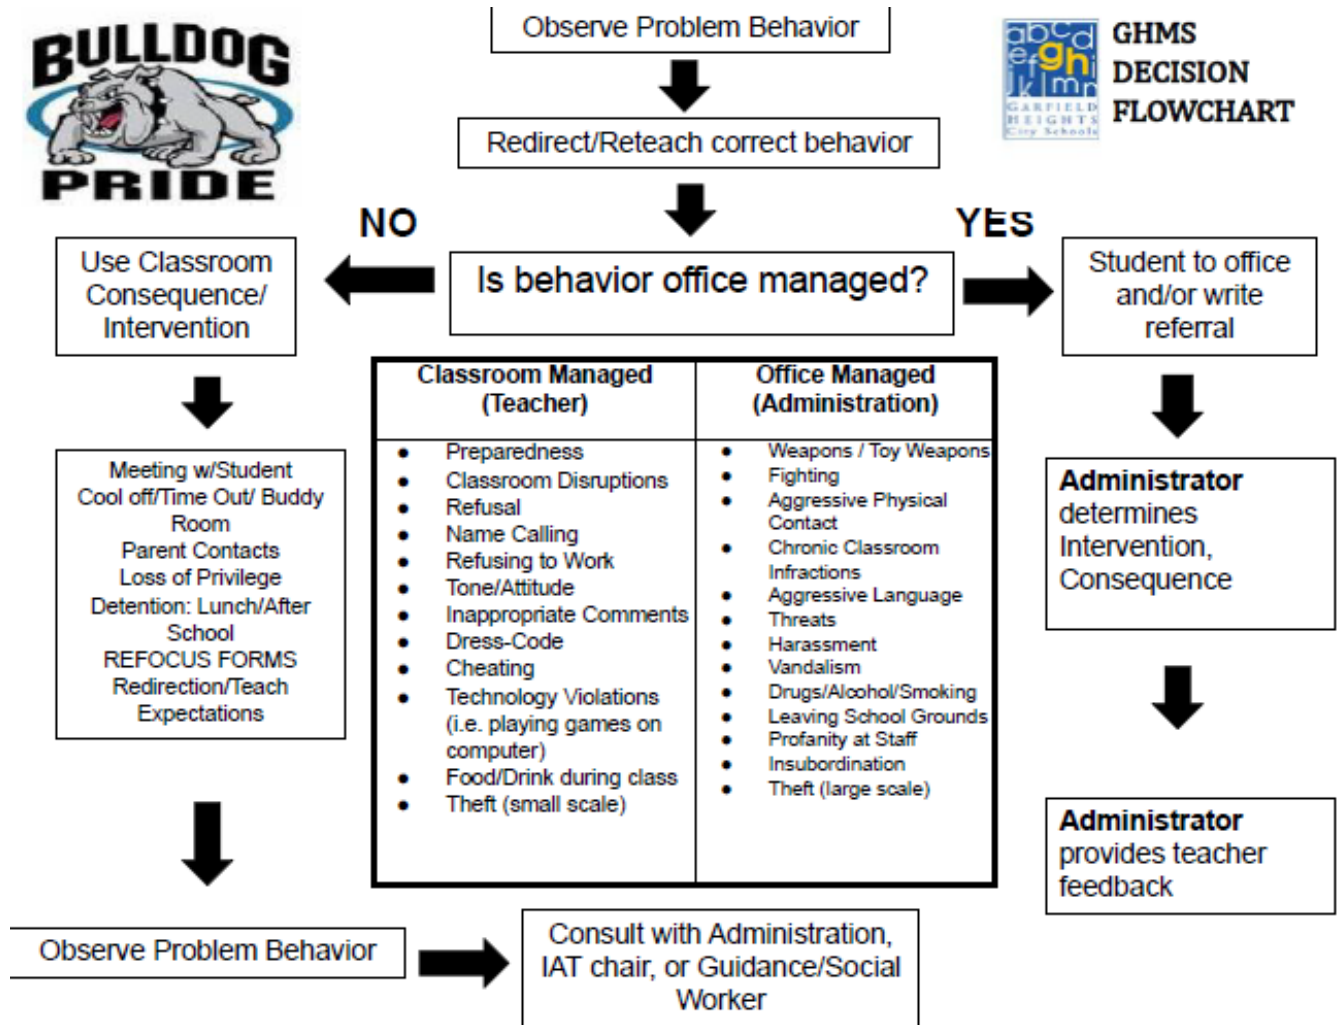 BULLDOG
PRIDE
Observe Problem Behavior
abcd
efghi
jklmn
GARFIELD
HEIGHTS
City Schools
GHMS
DECISION
FLOWCHART
Redirect/Reteach correct behavior
NO
YES
Use Classroom
Consequence/
Intervention
Is behavior office managed?
Student to office
and/or write
referral
Classroom Managed
(Teacher)
● Preparedness
● Classroom Disruptions
● Refusal
● Name Calling
● Refusing to Work
● Tone/Attitude
● Inappropriate Comments
● Dress-Code
● Cheating
● Technology Violations
(i.e. playing games on
computer)
● Food/Drink during class
● Theft (small scale)
Office Managed
(Administration)
● Weapons / Toy Weapons
● Fighting
● Aggressive Physical
Contact
● Chronic Classroom
Infractions
● Aggressive Language
● Threats
● Harassment
● Vandalism
● Drugs/Alcohol/Smoking
● Leaving School Grounds
● Profanity at Staff
● Insubordination
● Theft (large scale)
Meeting w/Student
Cool off/Time Out/ Buddy
Room
Parent Contacts
Loss of Privilege
Detention: Lunch/After
School
REFOCUS FORMS
Redirection/Teach
Expectations
Administrator
determines
Intervention,
Consequence
Administrator
provides teacher
feedback
Observe Problem Behavior
Consult with Administration,
IAT chair, or Guidance/Social
Worker